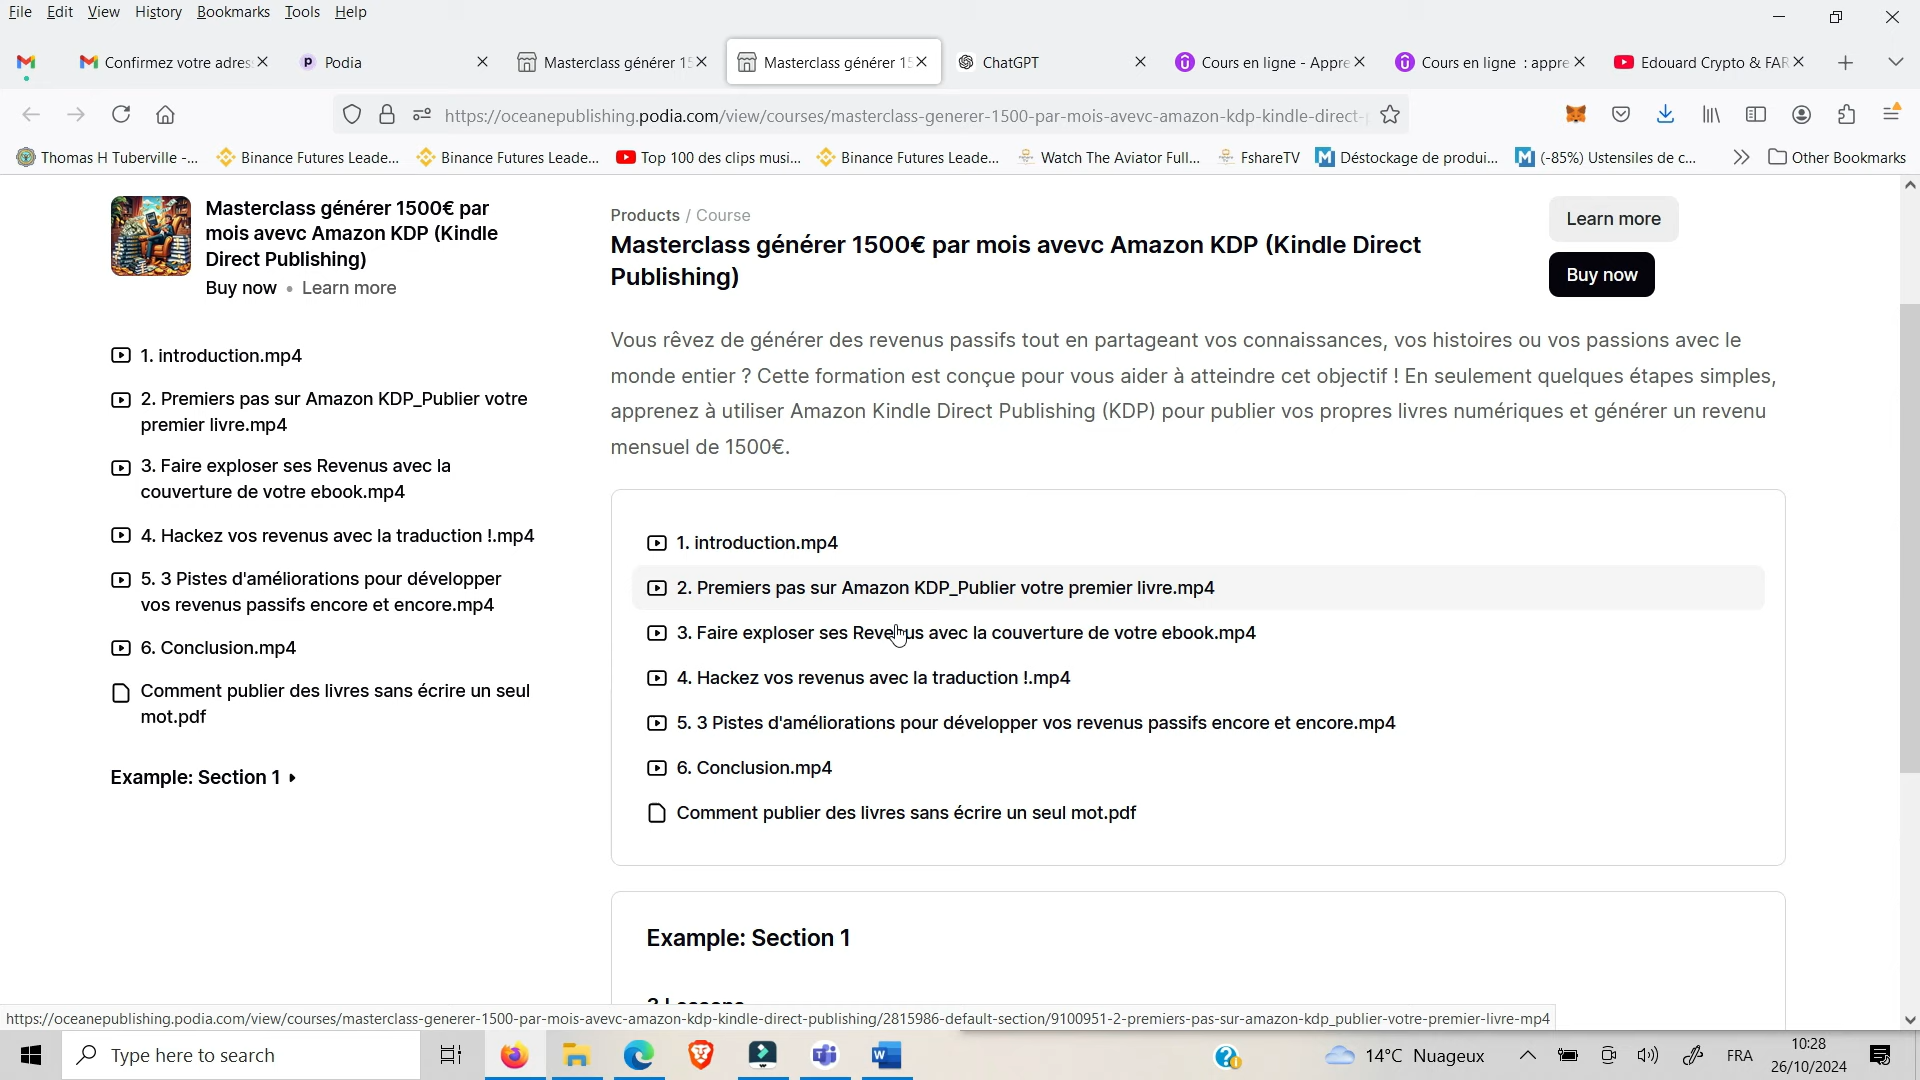 File Edit View History Bookmarks Tools Help
Confirmez votre adres
Podia
Masterclass générer 15
Masterclass générer 15
ChatGPT
Cours en ligne - Appre
Cours en ligne : appre
Edouard Crypto & FAR
https://oceanepublishing.podia.com/view/courses/masterclass-generer-1500-par-mois-avevc-amazon-kdp-kindle-direct-
Thomas H Tuberville -...
Binance Futures Leade...
Binance Futures Leade...
Top 100 des clips musi...
Binance Futures Leade...
Watch The Aviator Full...
FshareTV
Déstockage de produi...
(-85%) Ustensiles de c...
Other Bookmarks
Masterclass générer 1500€ par
mois avevc Amazon KDP (Kindle
Direct Publishing)
Buy now • Learn more
1. introduction.mp4
2. Premiers pas sur Amazon KDP_Publier votre
premier livre.mp4
3. Faire exploser ses Revenus avec la
couverture de votre ebook.mp4
4. Hackez vos revenus avec la traduction !.mp4
5. 3 Pistes d'améliorations pour développer
vos revenus passifs encore et encore.mp4
6. Conclusion.mp4
Comment publier des livres sans écrire un seul
mot.pdf
Example: Section 1
Products / Course
Masterclass générer 1500€ par mois avevc Amazon KDP (Kindle Direct
Publishing)
Learn more
Buy now
Vous rêvez de générer des revenus passifs tout en partageant vos connaissances, vos histoires ou vos passions avec le
monde entier ? Cette formation est conçue pour vous aider à atteindre cet objectif ! En seulement quelques étapes simples,
apprenez à utiliser Amazon Kindle Direct Publishing (KDP) pour publier vos propres livres numériques et générer un revenu
mensuel de 1500€.
1. introduction.mp4
2. Premiers pas sur Amazon KDP_Publier votre premier livre.mp4
3. Faire exploser ses Revenus avec la couverture de votre ebook.mp4
4. Hackez vos revenus avec la traduction !.mp4
5. 3 Pistes d'améliorations pour développer vos revenus passifs encore et encore.mp4
6. Conclusion.mp4
Comment publier des livres sans écrire un seul mot.pdf
Example: Section 1
https://oceanepublishing.podia.com/view/courses/masterclass-generer-1500-par-mois-avevc-amazon-kdp-kindle-direct-publishing/2815986-default-section/9100951-2-premiers-pas-sur-amazon-kdp_publier-votre-premier-livre-mp4
Type here to search
14°C Nuageux
FRA
10:28
26/10/2024